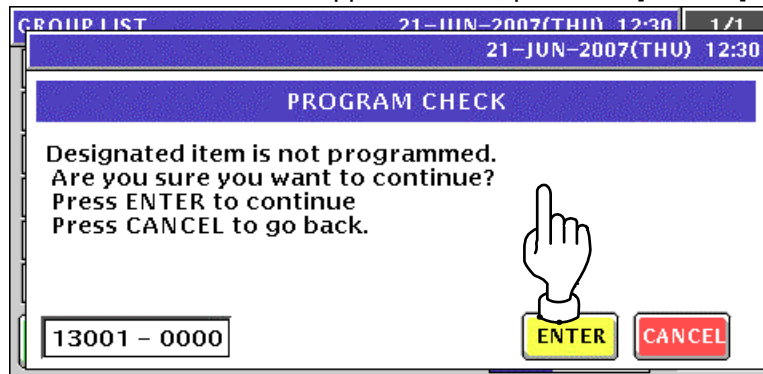 GROUP LIST 21-JUN-2007(THU) 12:30 1/1
21-JUN-2007(THU) 12:30
PROGRAM CHECK
Designated item is not programmed.
Are you sure you want to continue?
Press ENTER to continue
Press CANCEL to go back.
13001 - 0000 ENTER CANCEL